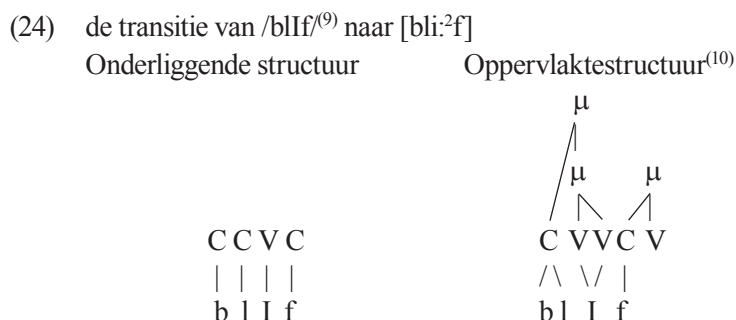 (24) de transitie van /blIf/⁽⁹⁾ naar [bli:²f]
Onderliggende structuur Oppervlaktestructuur⁽¹⁰⁾
μ
μ μ
C C V C C V V C V
b l I f b l I f